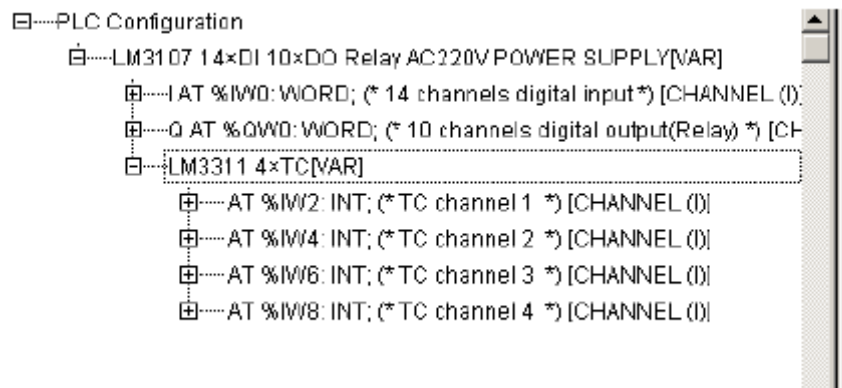 PLC Configuration
LM3107 14×DI 10×DO Relay AC220V POWER SUPPLY[VAR]
I AT %IW0: WORD; (* 14 channels digital input *) [CHANNEL (I)]
Q AT %QW0: WORD; (* 10 channels digital output(Relay) *) [CH
LM3311 4×TC[VAR]
AT %IW2: INT; (* TC channel 1 *) [CHANNEL (I)]
AT %IW4: INT; (* TC channel 2 *) [CHANNEL (I)]
AT %IW6: INT; (* TC channel 3 *) [CHANNEL (I)]
AT %IW8: INT; (* TC channel 4 *) [CHANNEL (I)]